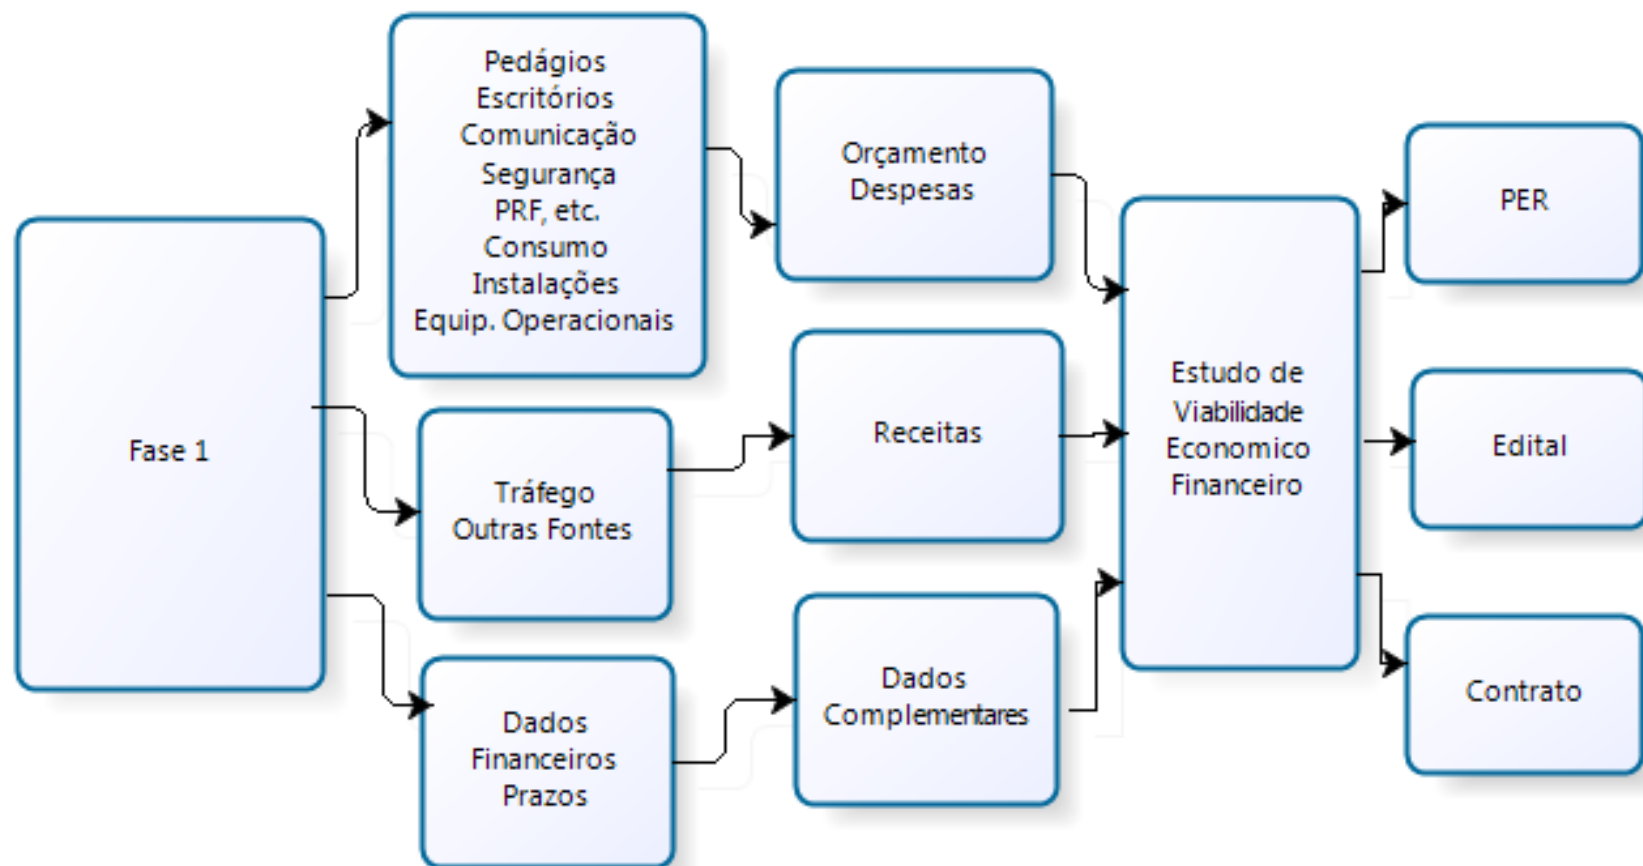 Fase 1
Pedágios
Escritórios
Comunicação
Segurança
PRF, etc.
Consumo
Instalações
Equip. Operacionais
Tráfego
Outras Fontes
Dados
Financeiros
Prazos
Orçamento
Despesas
Receitas
Dados
Complementares
Estudo de
Viabilidade
Economico
Financeiro
PER
Edital
Contrato